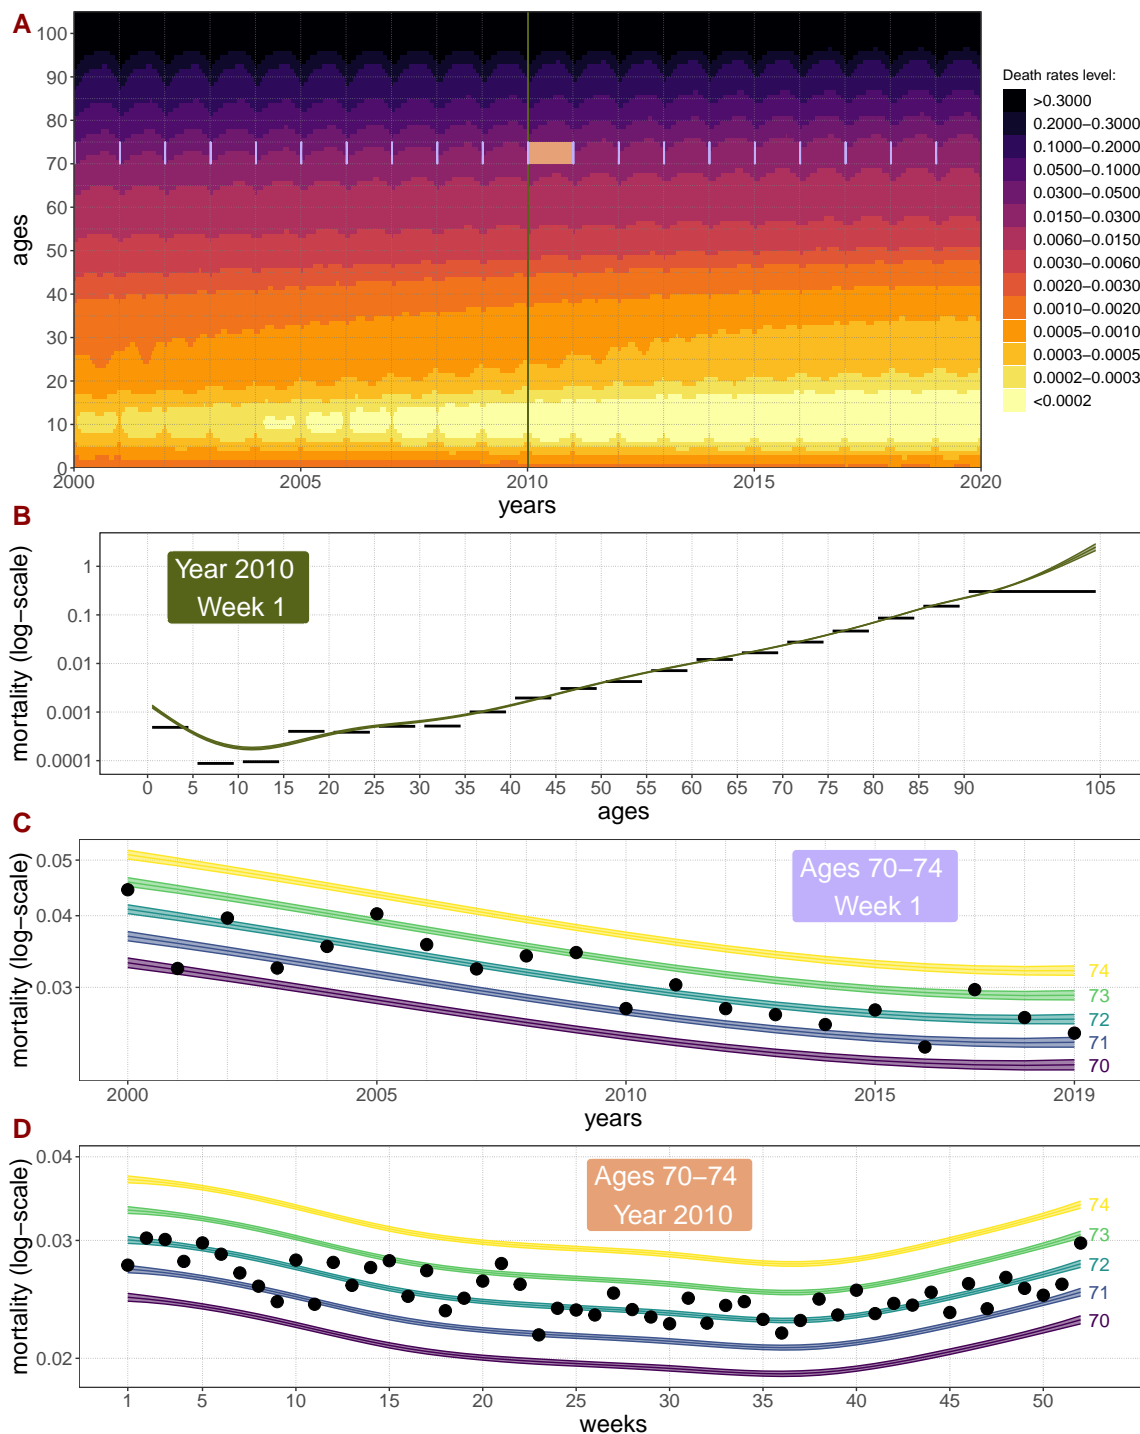 A
100
90
80
70
60
50
40
30
20
10
0
ages
2000 2005 2010 2015 2020
years
Death rates level:
>0.3000
0.2000–0.3000
0.1000–0.2000
0.0500–0.1000
0.0300–0.0500
0.0150–0.0300
0.0060–0.0150
0.0030–0.0060
0.0020–0.0030
0.0010–0.0020
0.0005–0.0010
0.0003–0.0005
0.0002–0.0003
<0.0002
B
mortality (log–scale)
1
0.1
0.01
0.001
0.0001
Year 2010
Week 1
0 5 10 15 20 25 30 35 40 45 50 55 60 65 70 75 80 85 90 105
ages
C
mortality (log–scale)
0.05
0.04
0.03
Ages 70–74
Week 1
74
73
72
71
70
2000 2005 2010 2015 2019
years
D
mortality (log–scale)
0.04
0.03
0.02
Ages 70–74
Year 2010
74
73
72
71
70
1 5 10 15 20 25 30 35 40 45 50
weeks